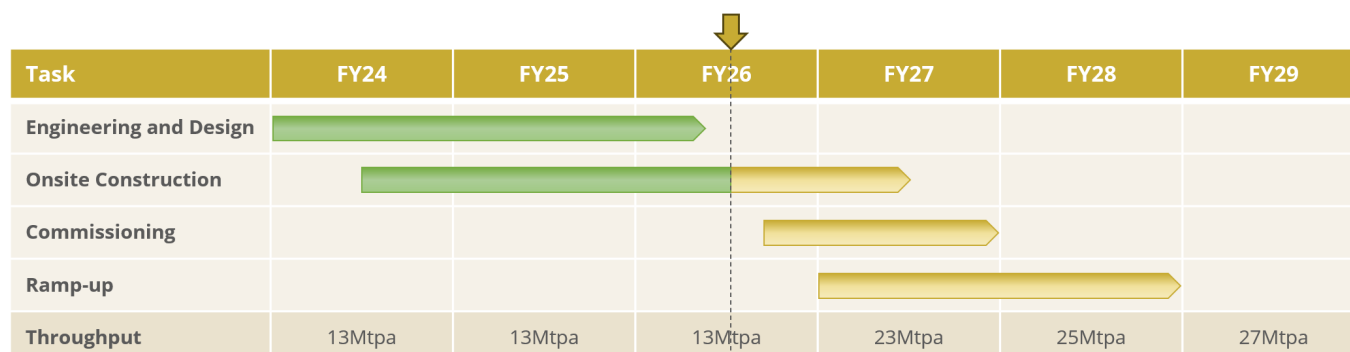 Task FY24 FY25 FY26 FY27 FY28 FY29
Engineering and Design
Onsite Construction
Commissioning
Ramp-up
Throughput 13Mtpa 13Mtpa 13Mtpa 23Mtpa 25Mtpa 27Mtpa